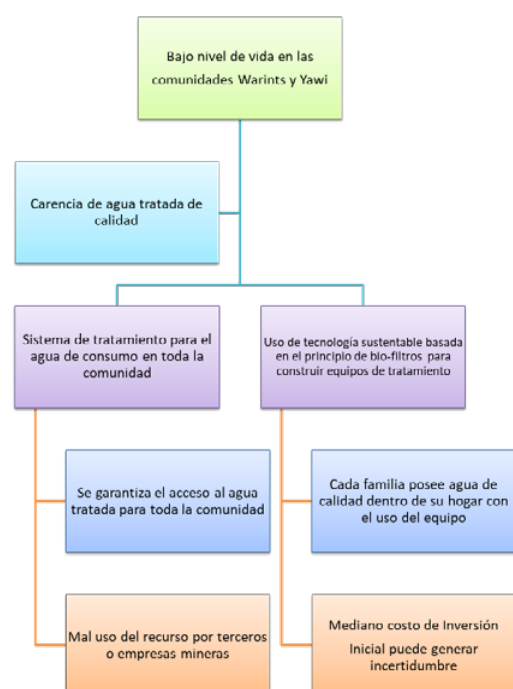 Bajo nivel de vida en las
comunidades Warints y Yawi
Carencia de agua tratada de
calidad
Sistema de tratamiento para el
agua de consumo en toda la
comunidad
Uso de tecnología sustentable basada
en el principio de bio-filtros para
construir equipos de tratamiento
Se garantiza el acceso al agua
tratada para toda la comunidad
Cada familia posee agua de
calidad dentro de su hogar con
el uso del equipo
Mal uso del recurso por terceros
o empresas mineras
Mediano costo de Inversión
Inicial puede generar
incertidumbre